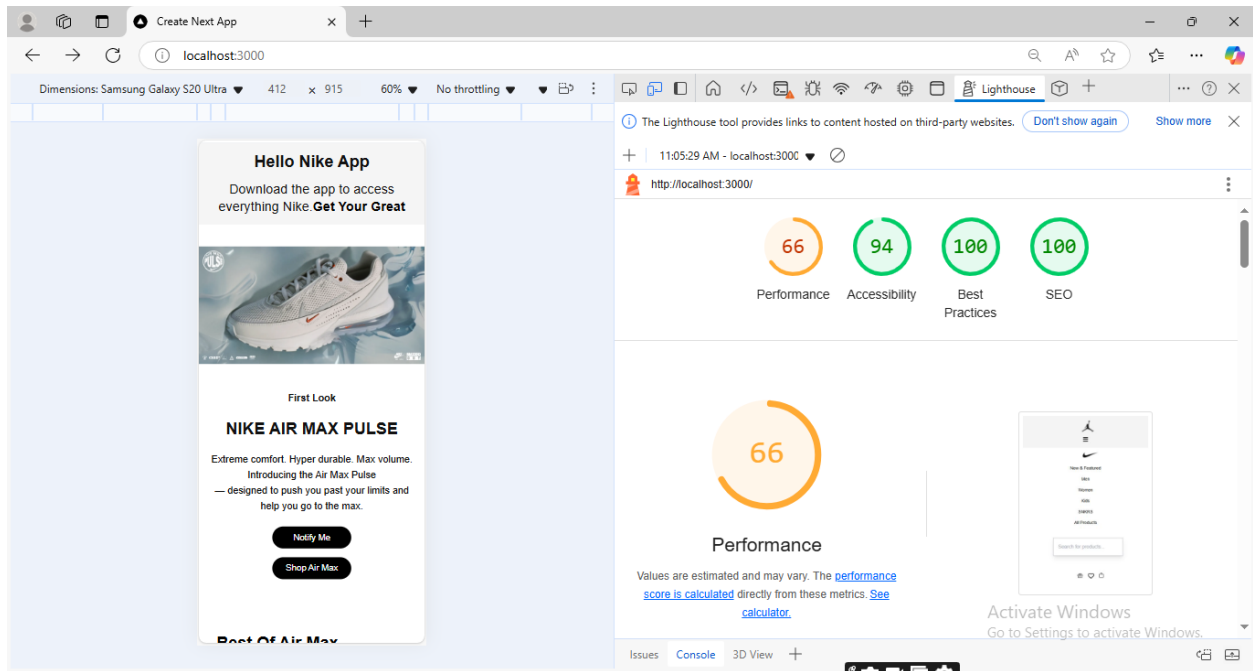 Create Next App
localhost:3000
Dimensions: Samsung Galaxy S20 Ultra ▼ 412 x 915 60% ▼ No throttling ▼
Lighthouse
The Lighthouse tool provides links to content hosted on third-party websites. Don't show again Show more
11:05:29 AM - localhost:3000
http://localhost:3000/
Hello Nike App
Download the app to access
everything Nike.Get Your Great
First Look
NIKE AIR MAX PULSE
Extreme comfort. Hyper durable. Max volume.
Introducing the Air Max Pulse
— designed to push you past your limits and
help you go to the max.
Notify Me
Shop Air Max
Best Of Air Max
66 94 100 100
Performance Accessibility Best Practices SEO
66
Performance
Values are estimated and may vary. The performance
score is calculated directly from these metrics. See
calculator.
New & Featured
Men
Women
Kids
All Products
Search for products..
Activate Windows
Go to Settings to activate Windows.
Issues Console 3D View